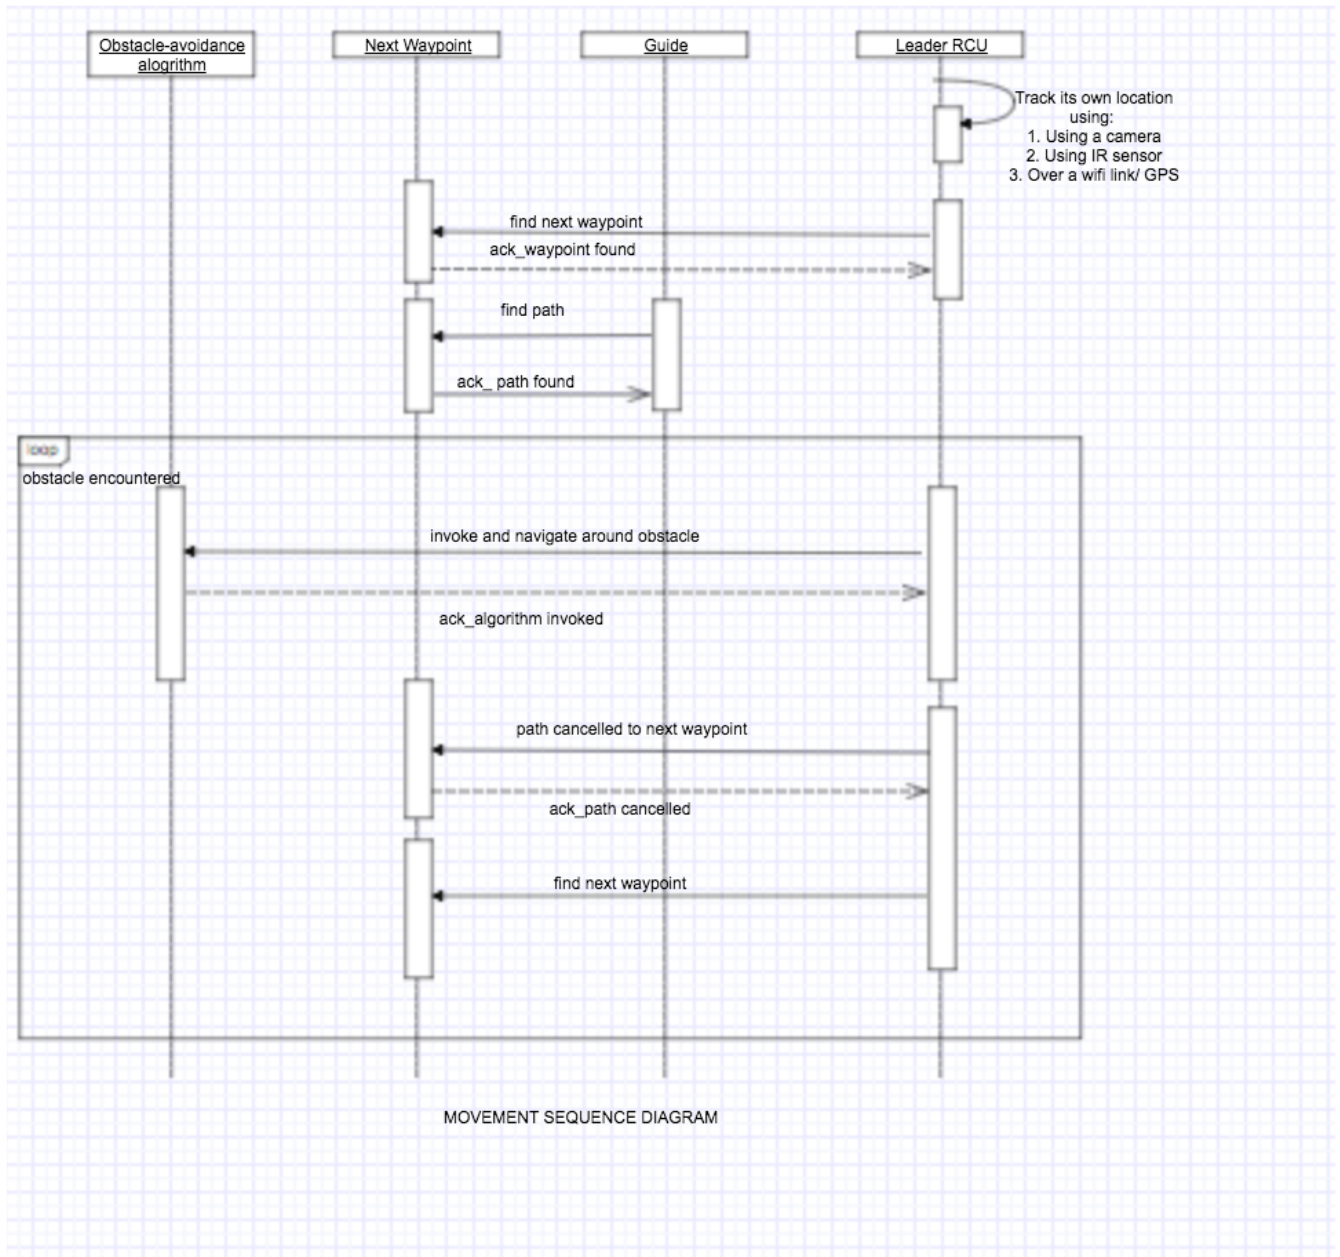 Obstacle-avoidance
alogrithm
Next Waypoint
Guide
Leader RCU
Track its own location
using:
1. Using a camera
2. Using IR sensor
3. Over a wifi link/ GPS
find next waypoint
ack_waypoint found
find path
ack_ path found
loop
obstacle encountered
invoke and navigate around obstacle
ack_algorithm invoked
path cancelled to next waypoint
ack_path cancelled
find next waypoint
MOVEMENT SEQUENCE DIAGRAM